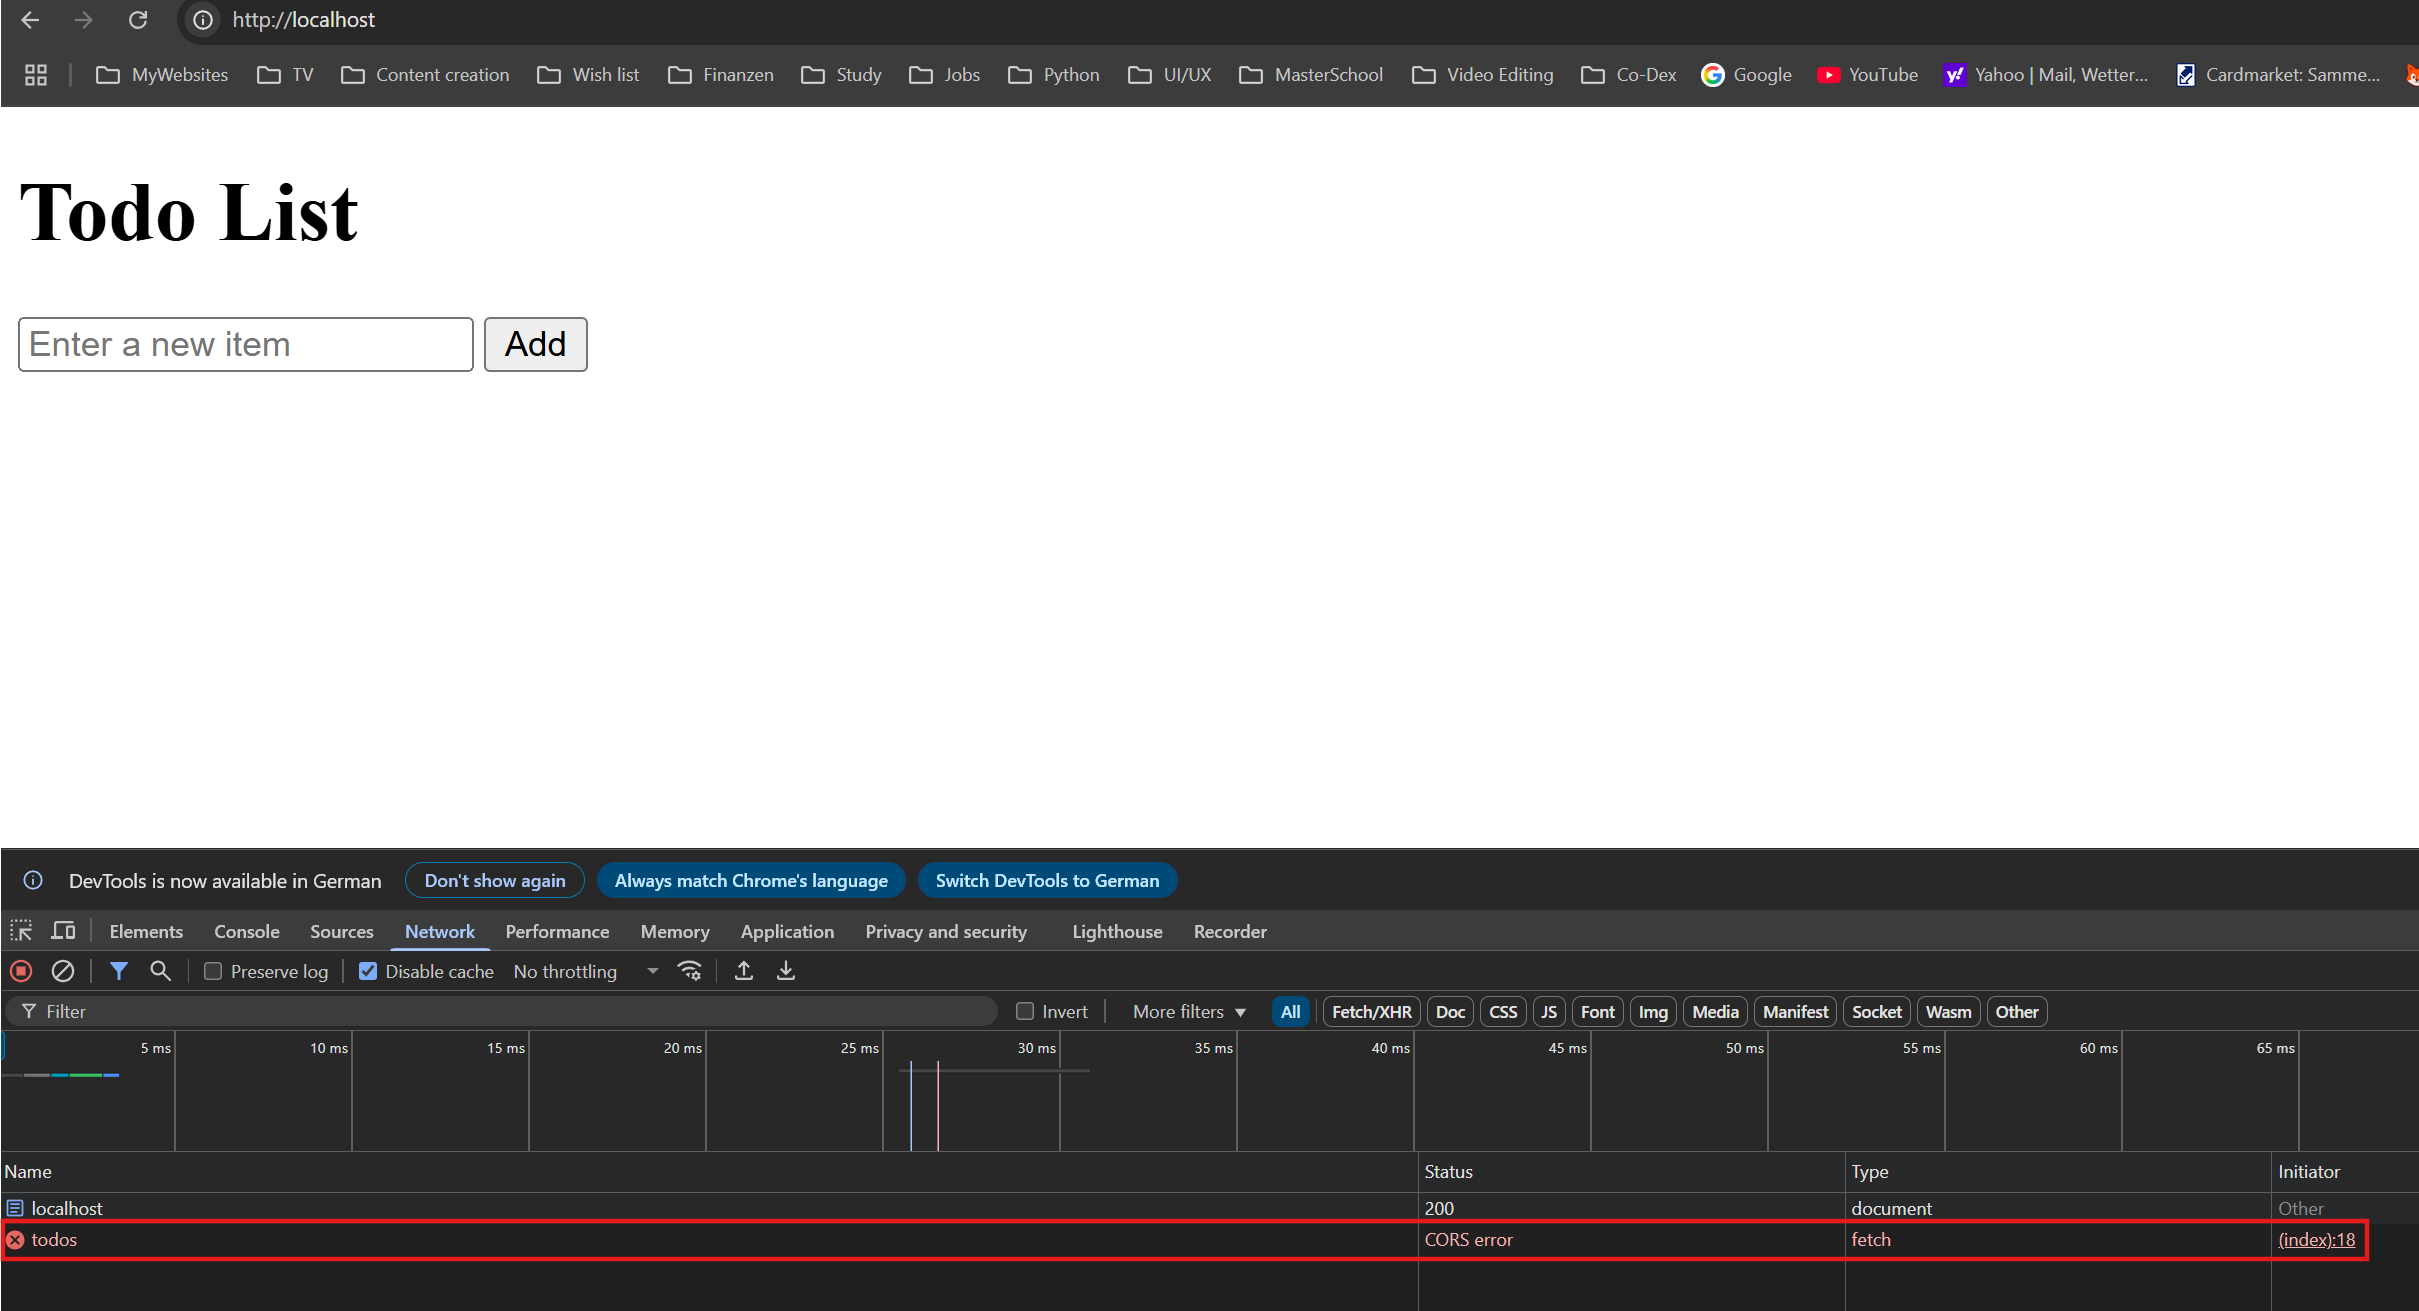 http://localhost
MyWebsites TV Content creation Wish list Finanzen Study Jobs Python UI/UX MasterSchool Video Editing Co-Dex Google YouTube Yahoo | Mail, Wetter... Cardmarket: Samme...
Todo List
Enter a new item Add
DevTools is now available in German Don't show again Always match Chrome's language Switch DevTools to German
Elements Console Sources Network Performance Memory Application Privacy and security Lighthouse Recorder
Preserve log Disable cache No throttling
Filter Invert More filters All Fetch/XHR Doc CSS JS Font Img Media Manifest Socket Wasm Other
5 ms 10 ms 15 ms 20 ms 25 ms 30 ms 35 ms 40 ms 45 ms 50 ms 55 ms 60 ms 65 ms
Name Status Type Initiator
localhost 200 document Other
todos CORS error fetch (index):18